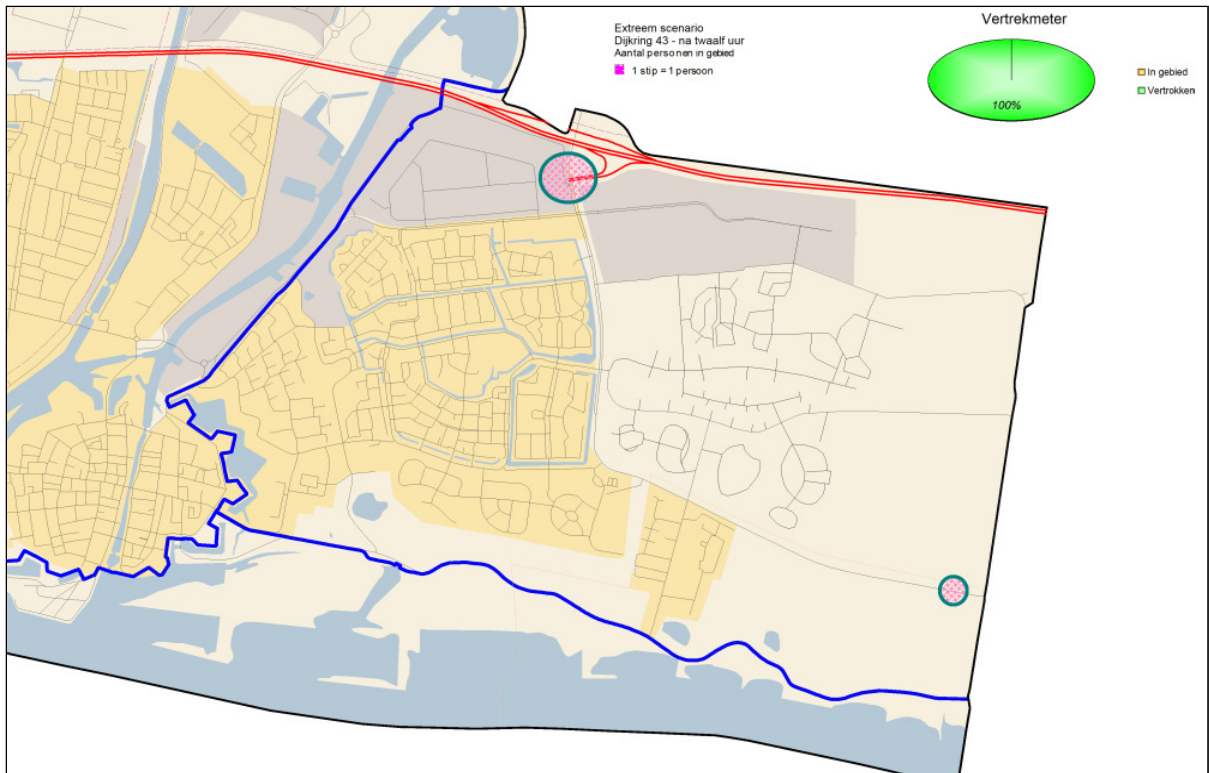 Extreem scenario
Dijkring 43 - na twaalf uur
Aantal personen in gebied
1 stip = 1 persoon
Vertrekmeter
100%
In gebied
Vertrokken